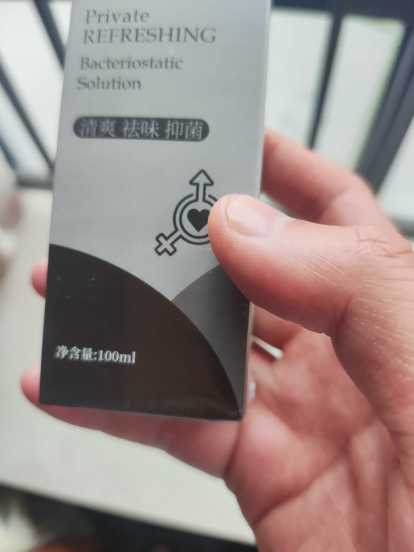 Private
REFRESHING
Bacteriostatic
Solution
清爽 祛味 抑菌
净含量:100ml